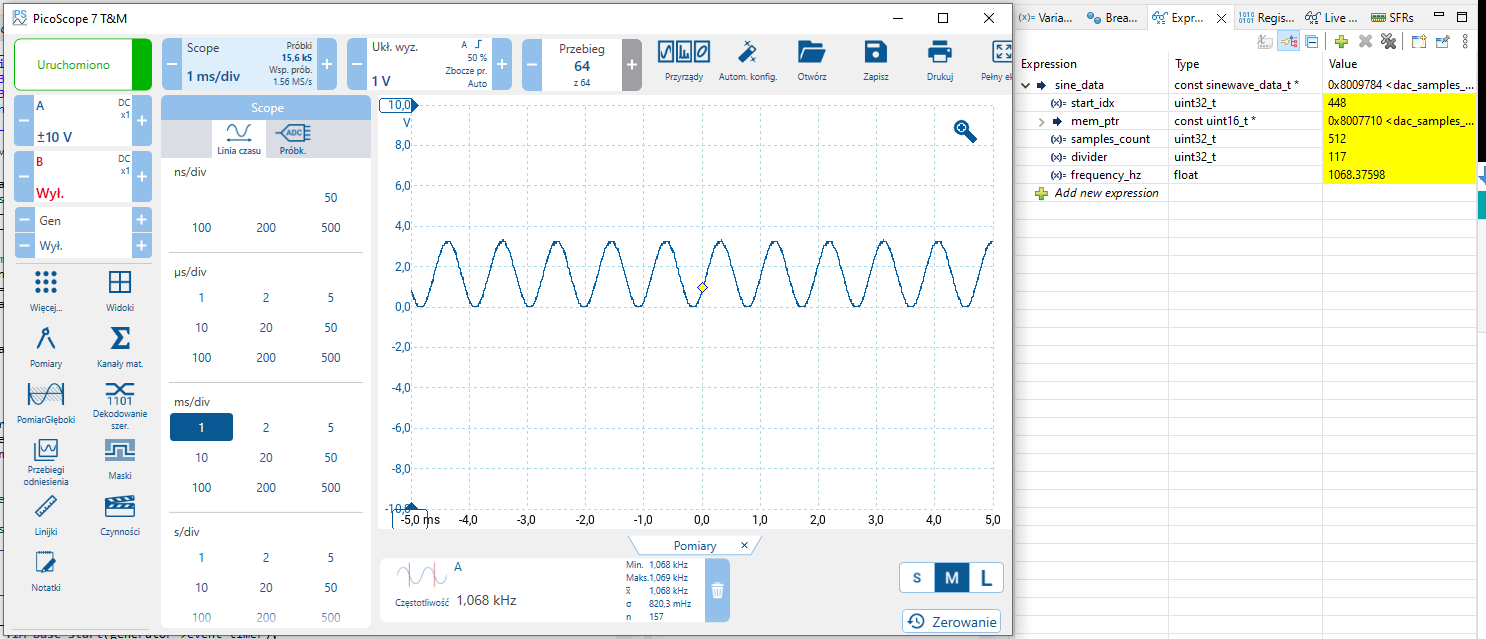 PicoScope 7 T&M
Uruchomiono
Scope
1 ms/div
Próbki
15,6 kS
Wsp. prób.
1.56 MS/s
Ukł. wyz.
1 V
A
50 %
Zbocze pr.
Auto
Przebieg
64
z 64
Przyrządy
Autom. konfig.
Otwórz
Zapisz
Drukuj
Pełny ek
A
DC
x1
±10 V
B
DC
x1
Wył.
Gen
Wył.
Więcej...
Widoki
Pomiary
Kanały mat.
PomiarGłęboki
Dekodowanie
szer.
Przebiegi
odniesienia
Maski
Linijki
Czynności
Notatki
Scope
Linia czasu
Próbk.
ns/div
50
100 200 500
µs/div
1 2 5
10 20 50
100 200 500
ms/div
1 2 5
10 20 50
100 200 500
s/div
1 2 5
10 20 50
100 200 500
10,0
V
8,0
6,0
4,0
2,0
0,0
-2,0
-4,0
-6,0
-8,0
-10,0
-5,0 ms -4,0 -3,0 -2,0 -1,0 0,0 1,0 2,0 3,0 4,0 5,0
Pomiary
A
Częstotliwość 1,068 kHz
Min. 1,068 kHz
Maks. 1,069 kHz
x̄ 1,068 kHz
σ 820,3 mHz
n 157
S M L
Zerowanie
(x)= Varia... Brea... Expr... Regis... Live ... SFRs
Expression Type Value
sine_data const sinewave_data_t * 0x8009784 <dac_samples_...
start_idx uint32_t 448
mem_ptr const uint16_t * 0x8007710 <dac_samples_...
samples_count uint32_t 512
divider uint32_t 117
frequency_hz float 1068.37598
Add new expression